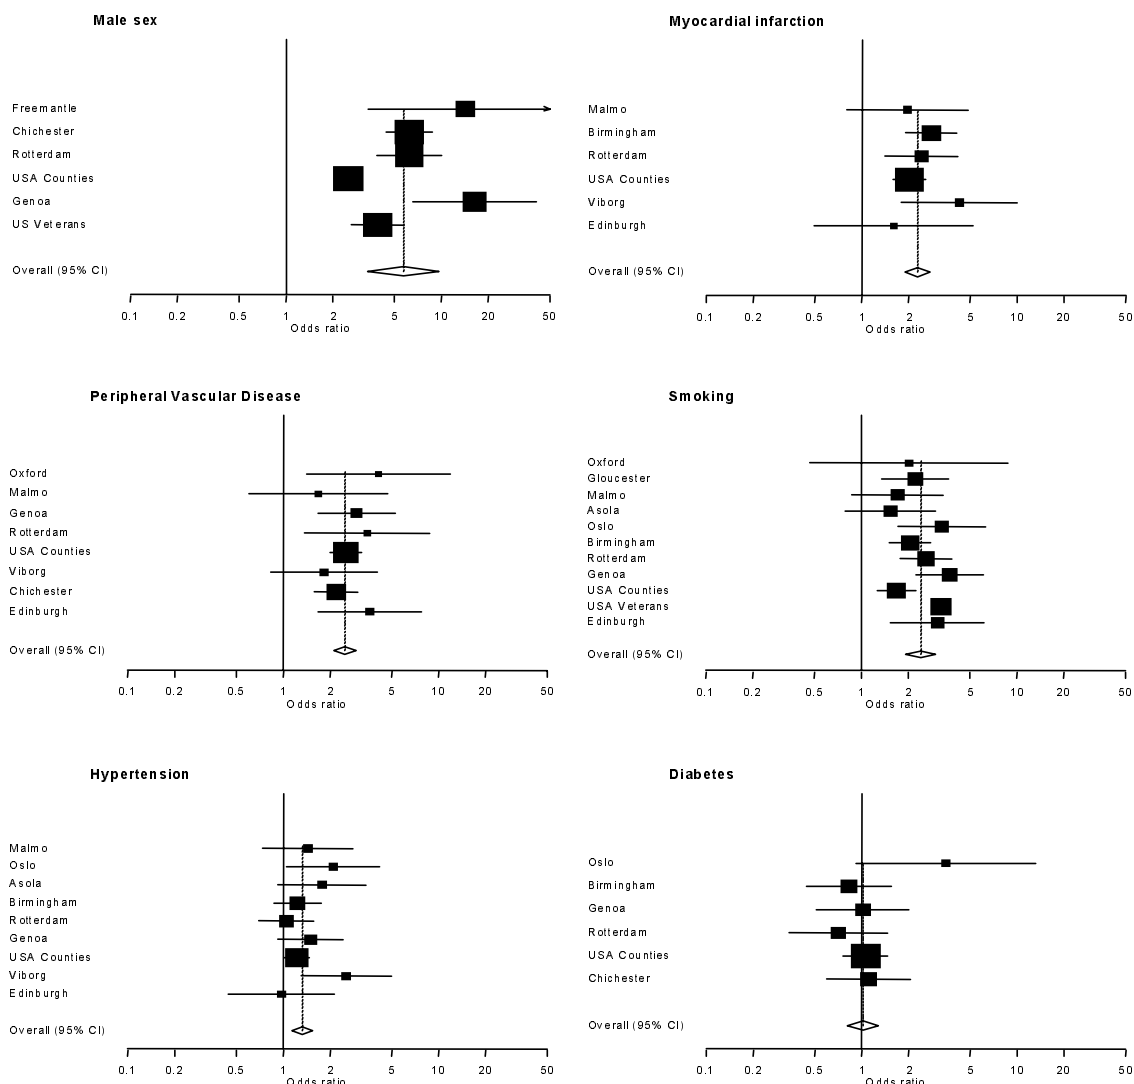 Male sex
Freemantle
Chichester
Rotterdam
USA Counties
Genoa
US Veterans
Overall (95% CI)
0.1 0.2 0.5 1 2 5 10 20 50
Odds ratio
Myocardial infarction
Malmo
Birmingham
Rotterdam
USA Counties
Viborg
Edinburgh
Overall (95% CI)
0.1 0.2 0.5 1 2 5 10 20 50
Odds ratio
Peripheral Vascular Disease
Oxford
Malmo
Genoa
Rotterdam
USA Counties
Viborg
Chichester
Edinburgh
Overall (95% CI)
0.1 0.2 0.5 1 2 5 10 20 50
Odds ratio
Smoking
Oxford
Gloucester
Malmo
Asola
Oslo
Birmingham
Rotterdam
Genoa
USA Counties
USA Veterans
Edinburgh
Overall (95% CI)
0.1 0.2 0.5 1 2 5 10 20 50
Odds ratio
Hypertension
Malmo
Oslo
Asola
Birmingham
Rotterdam
Genoa
USA Counties
Viborg
Edinburgh
Overall (95% CI)
0.1 0.2 0.5 1 2 5 10 20 50
Odds ratio
Diabetes
Oslo
Birmingham
Genoa
Rotterdam
USA Counties
Chichester
Overall (95% CI)
0.1 0.2 0.5 1 2 5 10 20 50
Odds ratio